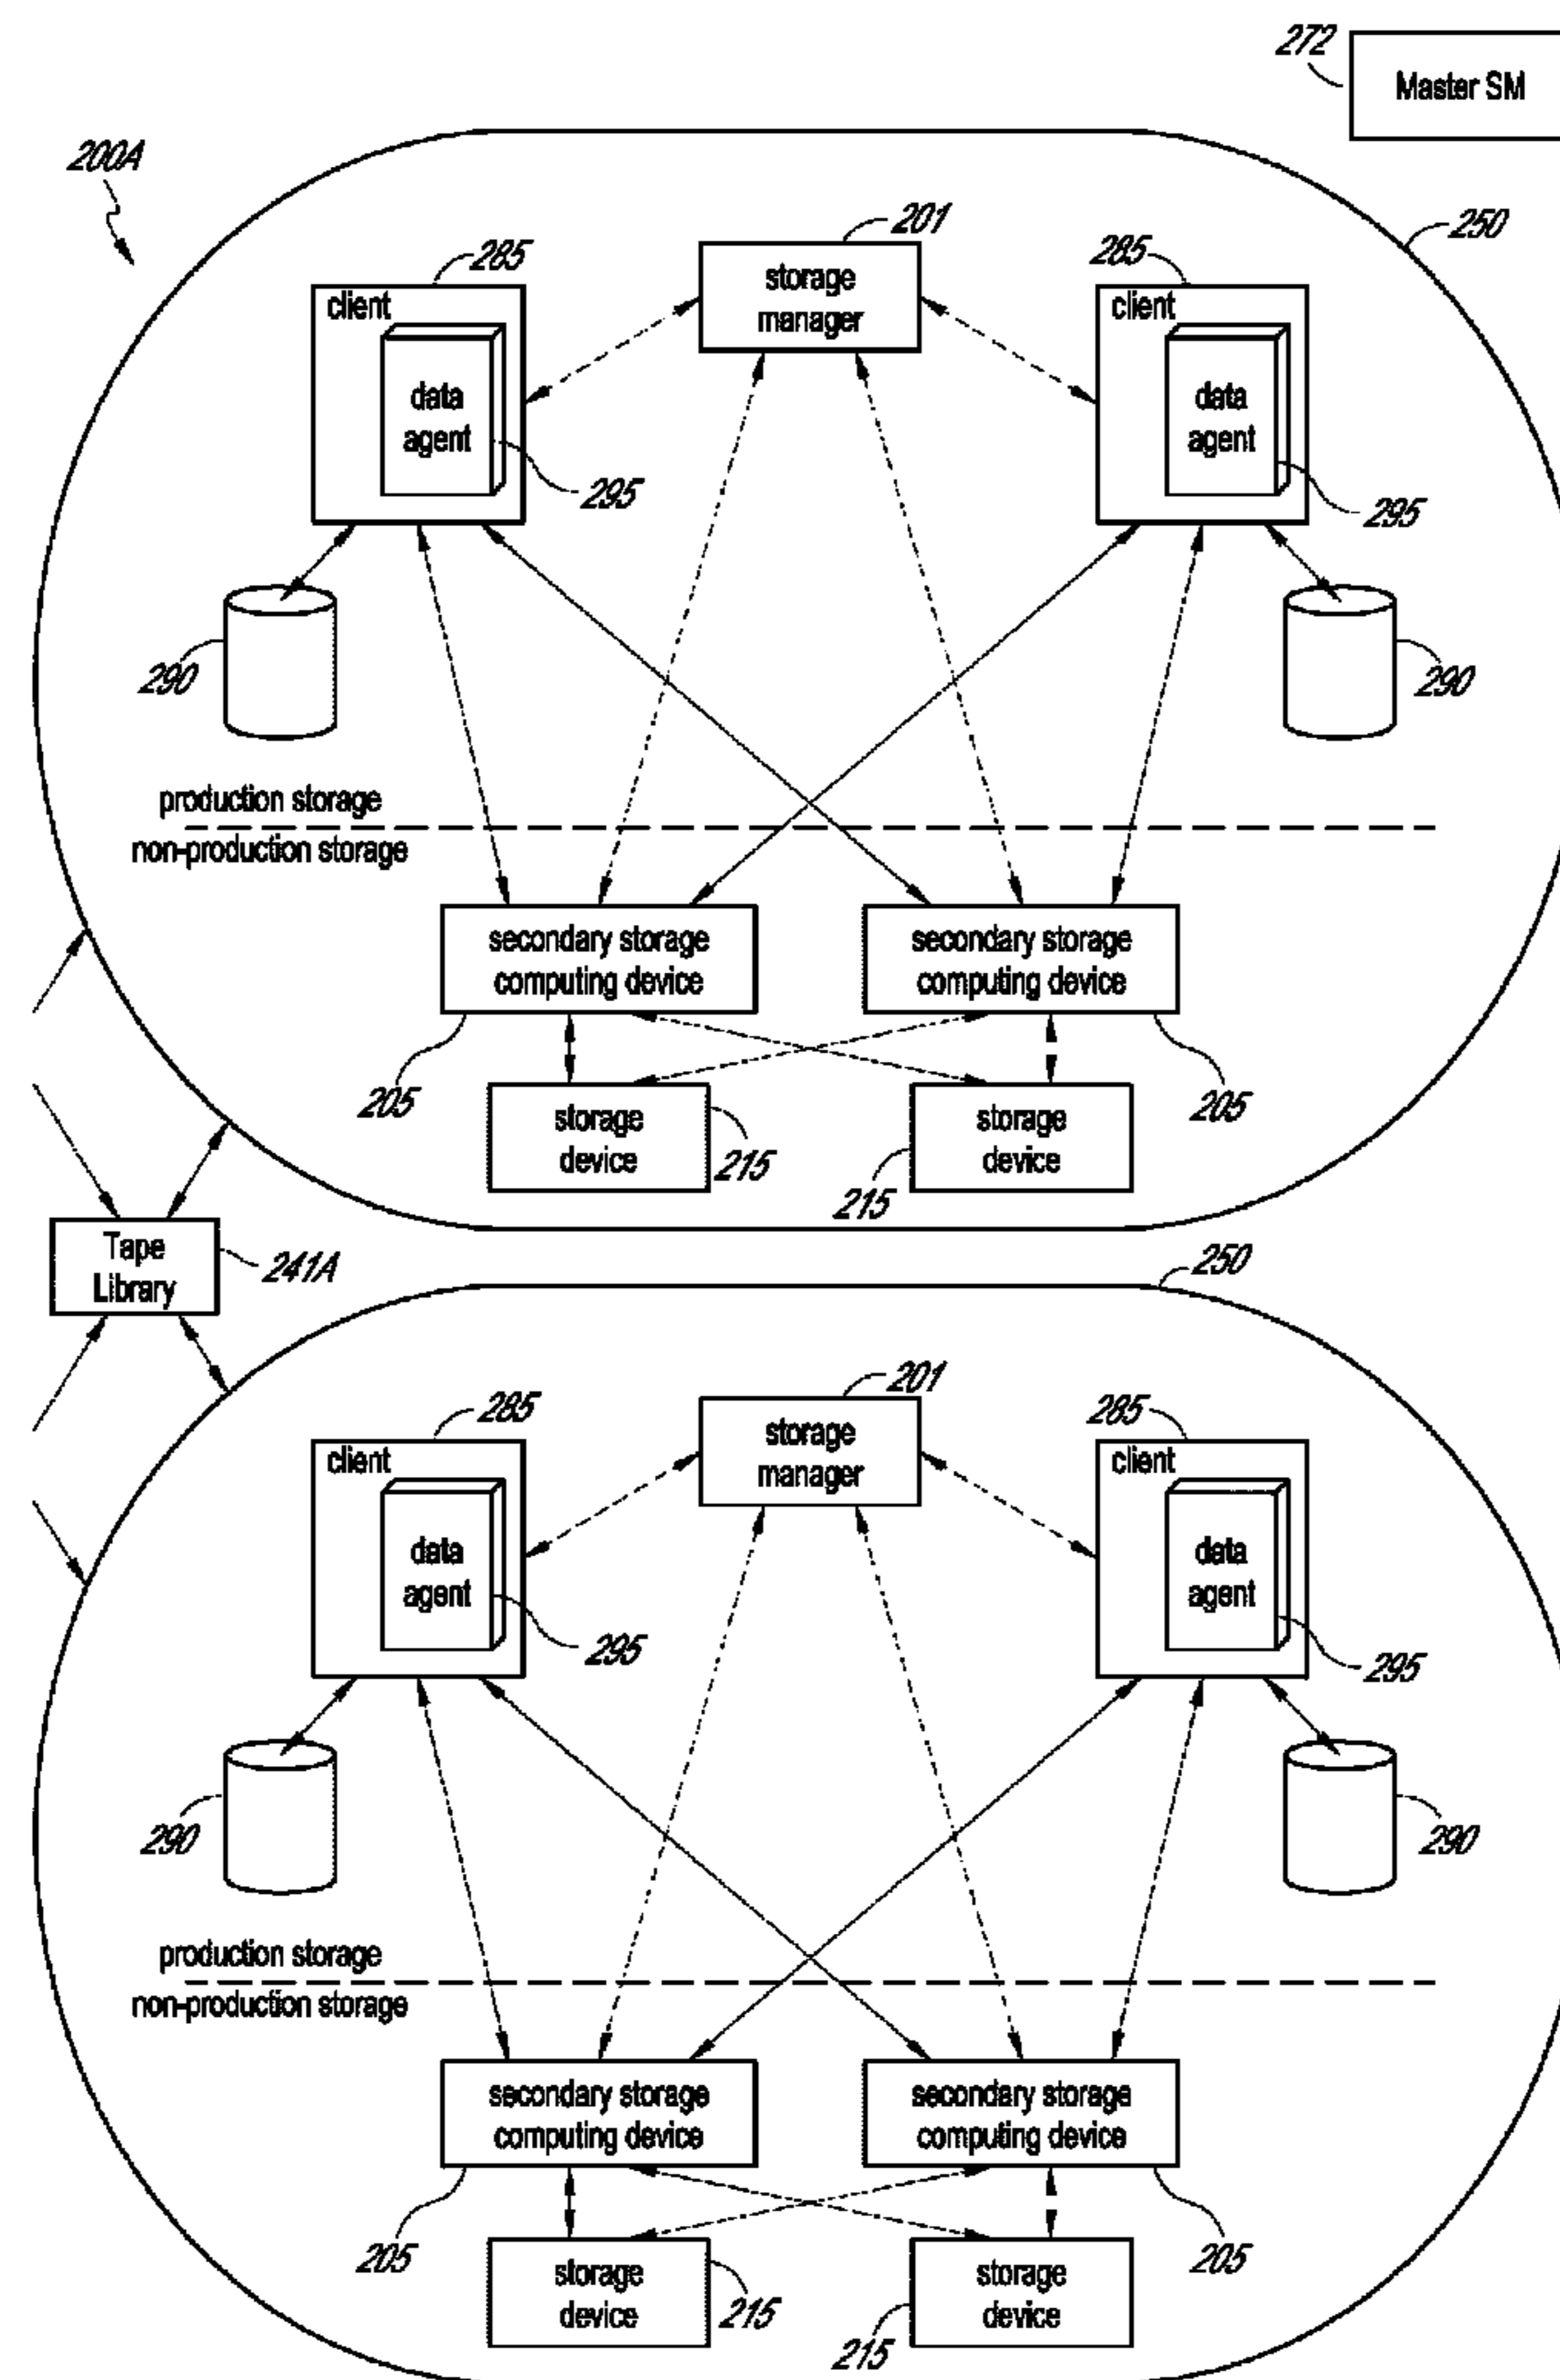 272
Master SM
200A
250
201
storage
manager
285
client
data
agent
295
285
client
data
agent
295
290
290
production storage
non-production storage
secondary storage
computing device
secondary storage
computing device
205
205
storage
device
215
storage
device
215
Tape
Library
241A
250
201
storage
manager
285
client
data
agent
295
285
client
data
agent
295
290
290
production storage
non-production storage
secondary storage
computing device
secondary storage
computing device
205
205
storage
device
215
storage
device
215